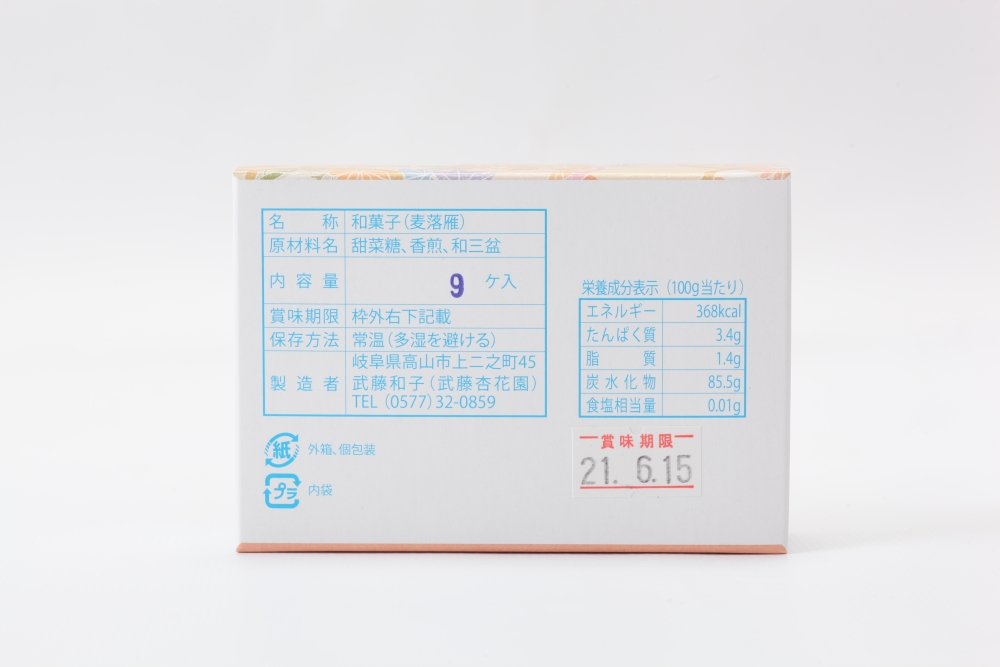 名称 和菓子(麦落雁)
原材料名 甜菜糖、香煎、和三盆
内容量 9 ケ入
賞味期限 枠外右下記載
保存方法 常温(多湿を避ける)
製造者 岐阜県高山市上二之町45
武藤和子(武藤杏花園)
TEL (0577)32-0859
紙 外箱、個包装
プラ 内袋
栄養成分表示 (100g当たり)
エネルギー 368kcal
たんぱく質 3.4g
脂質 1.4g
炭水化物 85.5g
食塩相当量 0.01g
賞味期限
21. 6.15